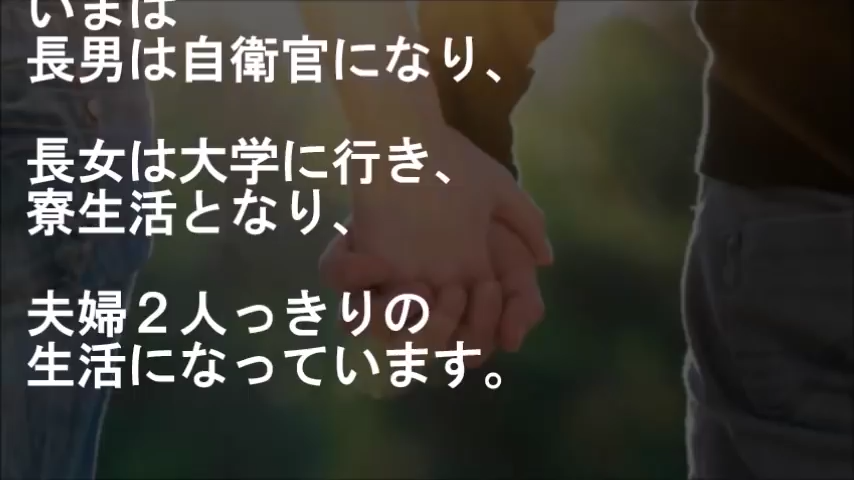 いまは
長男は自衛官になり、
長女は大学に行き、
寮生活となり、
夫婦２人っきりの
生活になっています。